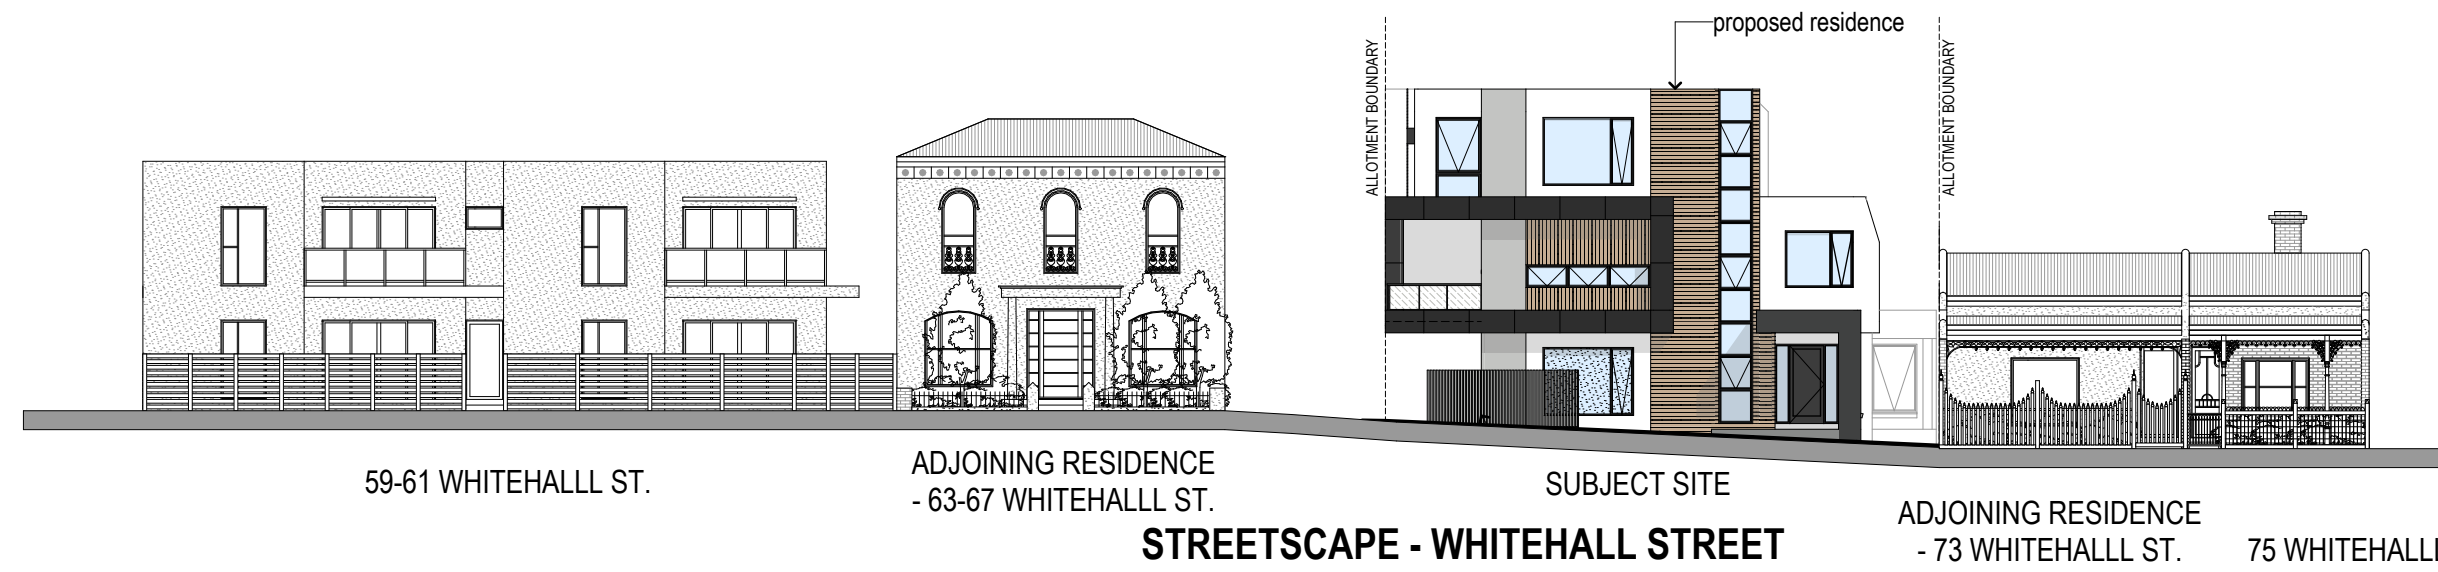 proposed residence
ALLOTMENT BOUNDARY
ALLOTMENT BOUNDARY
59-61 WHITEHALLL ST.
ADJOINING RESIDENCE
- 63-67 WHITEHALLL ST.
SUBJECT SITE
ADJOINING RESIDENCE
- 73 WHITEHALLL ST.
75 WHITEHALL
STREETSCAPE - WHITEHALL STREET